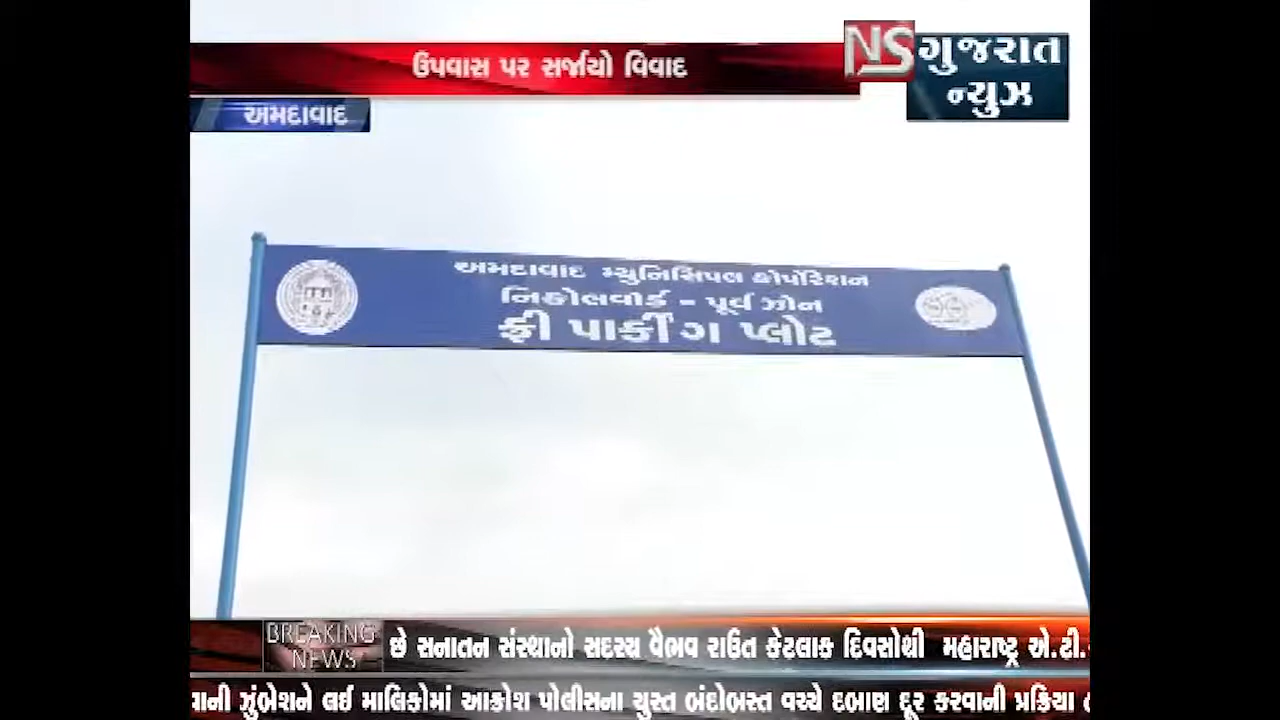 NS ગુજરાત
ન્યુઝ
ઉપવાસ પર સર્જાયો વિવાદ
અમદાવાદ
અમદાવાદ મ્યુનિસિપલ કોર્પોરેશન
નિકોલવોર્ડ - પૂર્વ ઝોન
ફ્રી પાર્કીંગ પ્લોટ
BREAKING
NEWS
છે સનાતન સંસ્થાનો સદસ્ય વૈભવ રાઉત કેટલાક દિવસોથી મહારાષ્ટ્ર એ.ટી.
વાની ઝુંબેશને લઈ માલિકોમાં આક્રોશ પોલીસના ચુસ્ત બંદોબસ્ત વચ્ચે દબાણ દૂર કરવાની પ્રક્રિયા